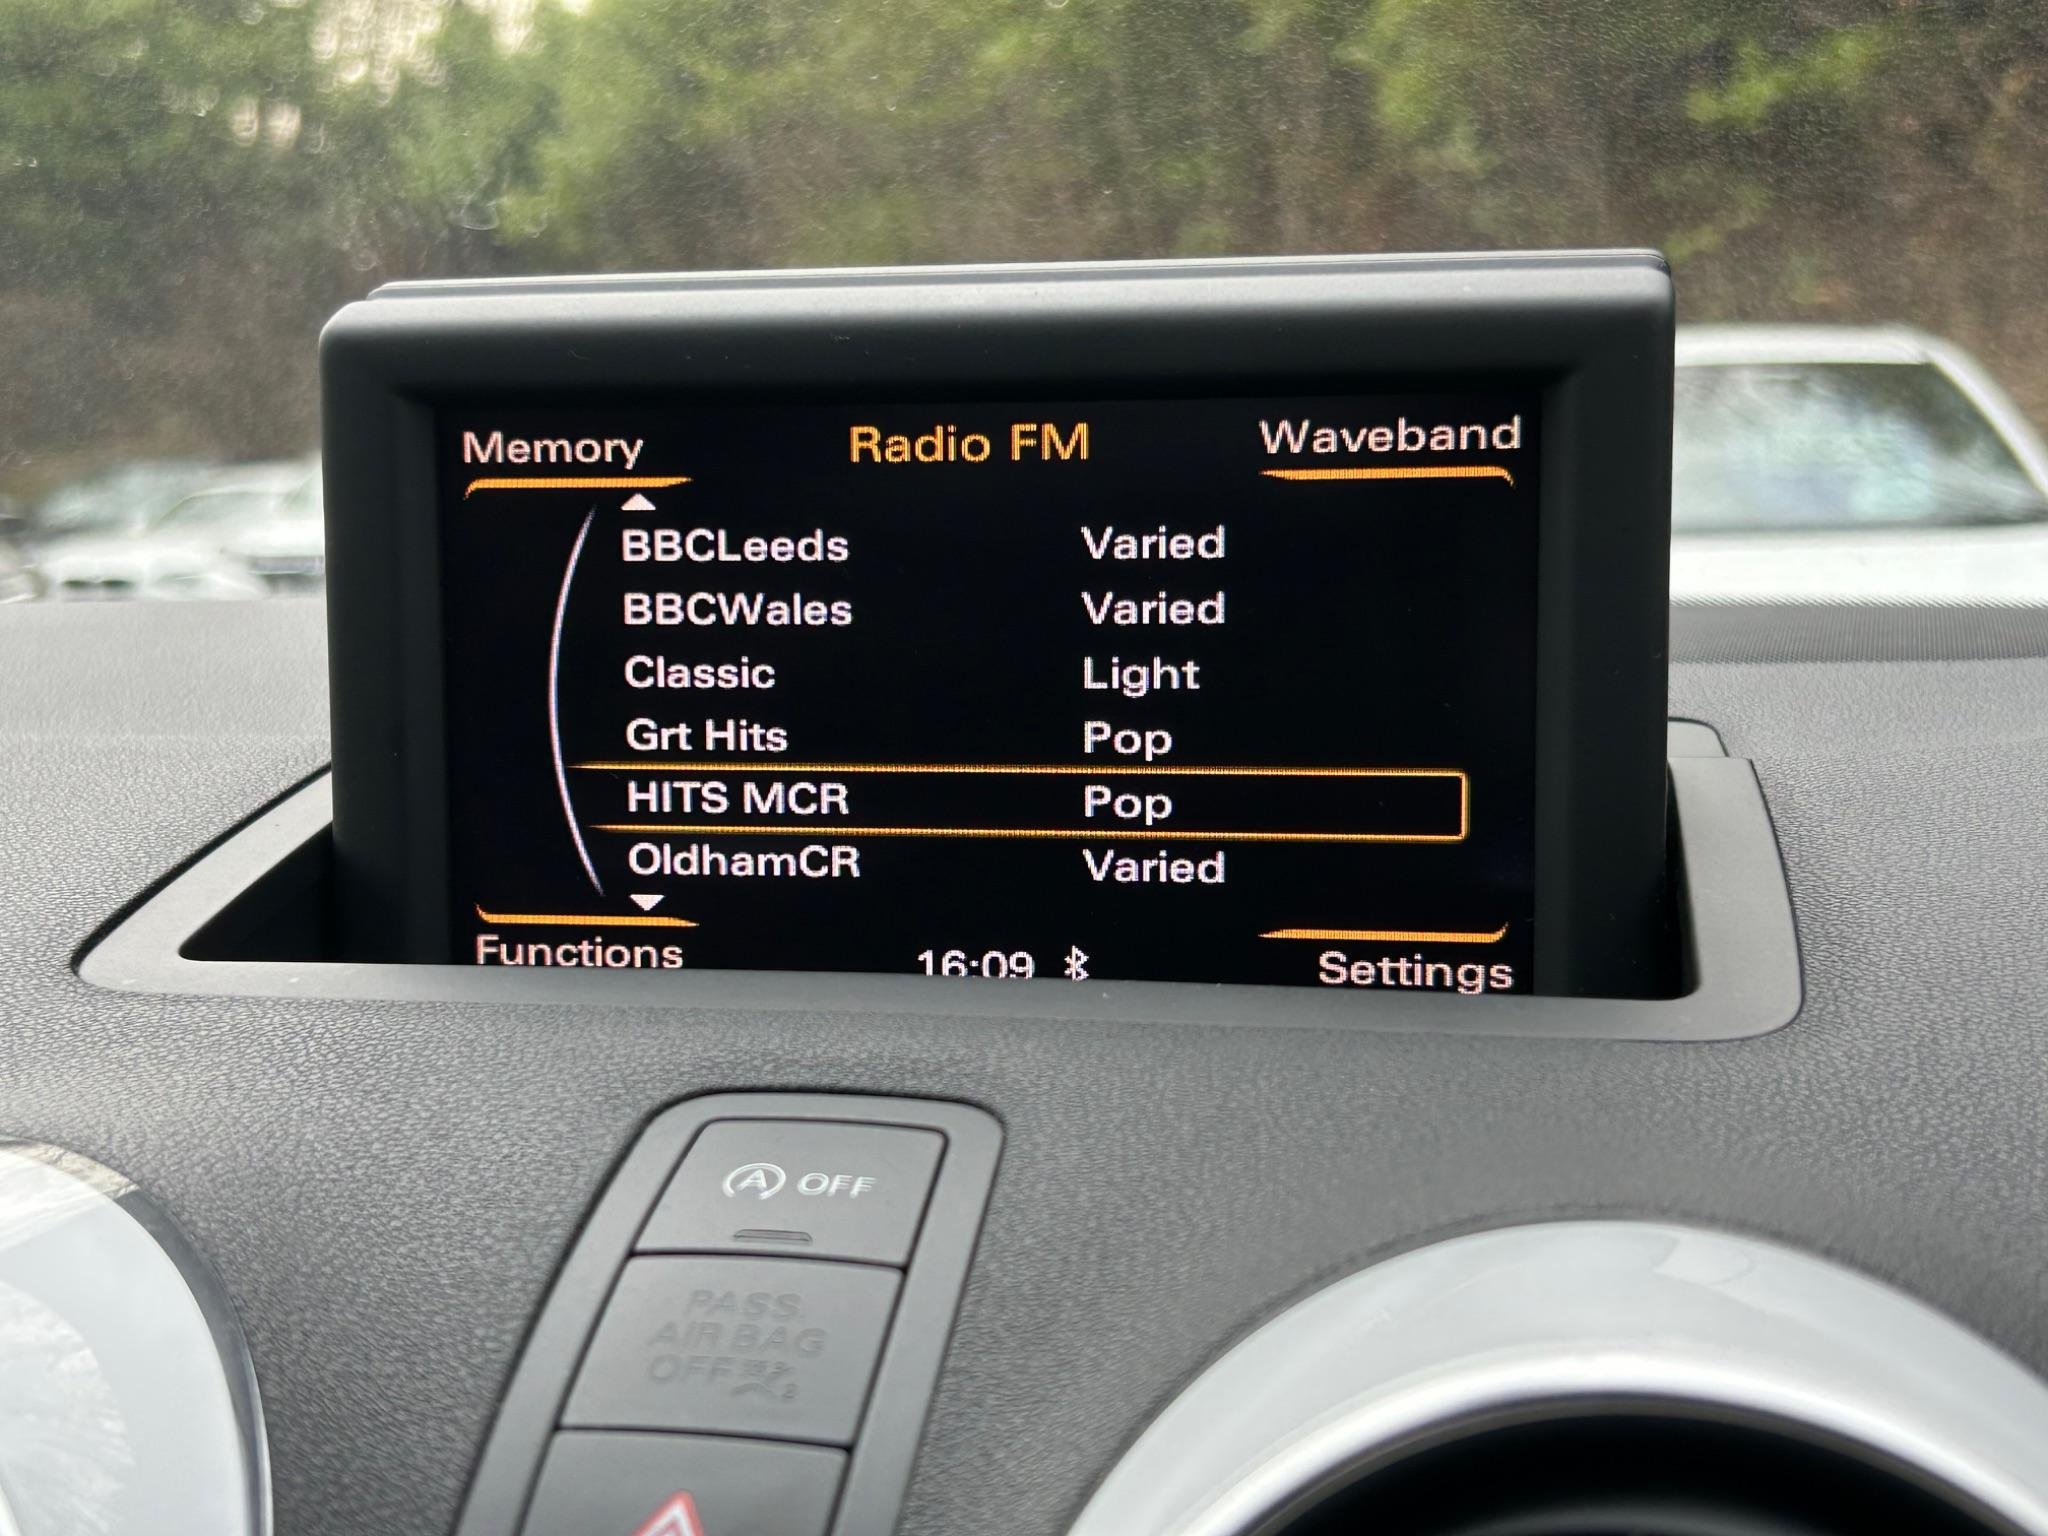 Memory Radio FM Waveband
BBCLeeds Varied
BBCWales Varied
Classic Light
Grt Hits Pop
HITS MCR Pop
OldhamCR Varied
Functions 16:09 Settings
A OFF
PASS.
AIR BAG
OFF